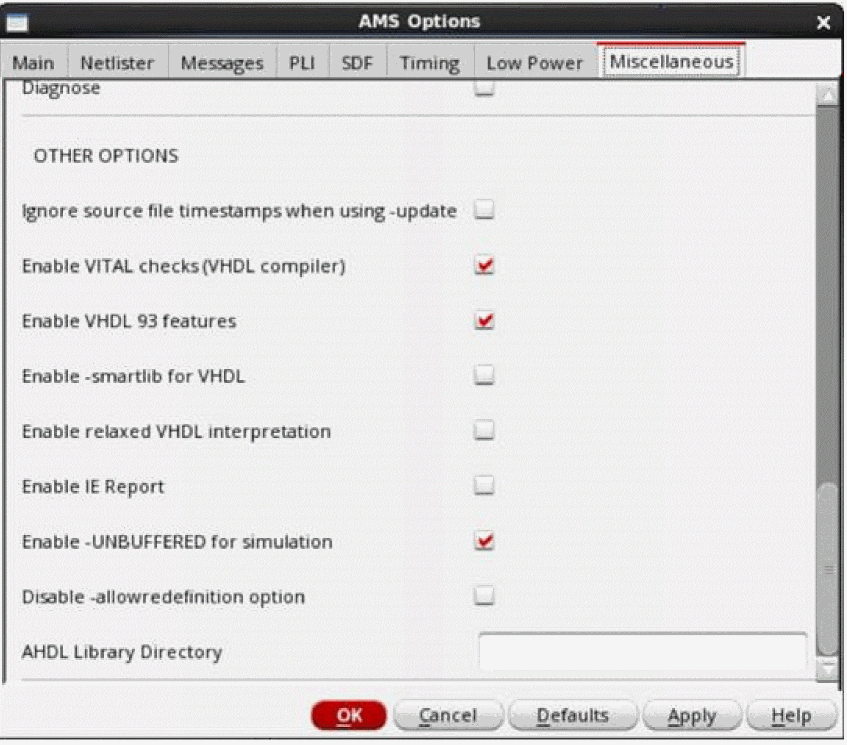 AMS Options
Main Netlister Messages PLI SDF Timing Low Power Miscellaneous
Diagnose
OTHER OPTIONS
Ignore source file timestamps when using -update
Enable VITAL checks (VHDL compiler)
Enable VHDL 93 features
Enable -smartlib for VHDL
Enable relaxed VHDL interpretation
Enable IE Report
Enable -UNBUFFERED for simulation
Disable -allowredefinition option
AHDL Library Directory
OK Cancel Defaults Apply Help